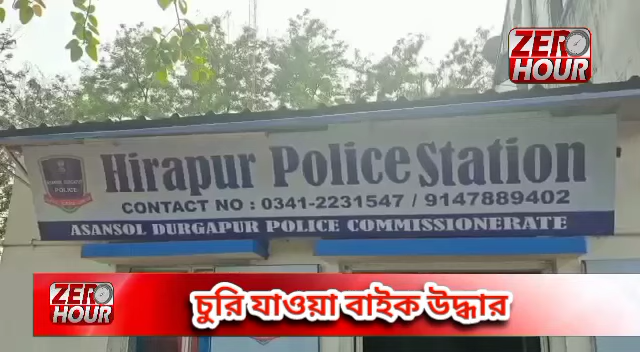 ZERO
HOUR
Hirapur Police Station
CONTACT NO : 0341-2231547 / 9147889402
ASANSOL DURGAPUR POLICE COMMISSIONERATE
POLICE
ZERO
HOUR
চুরি যাওয়া বাইক উদ্ধার